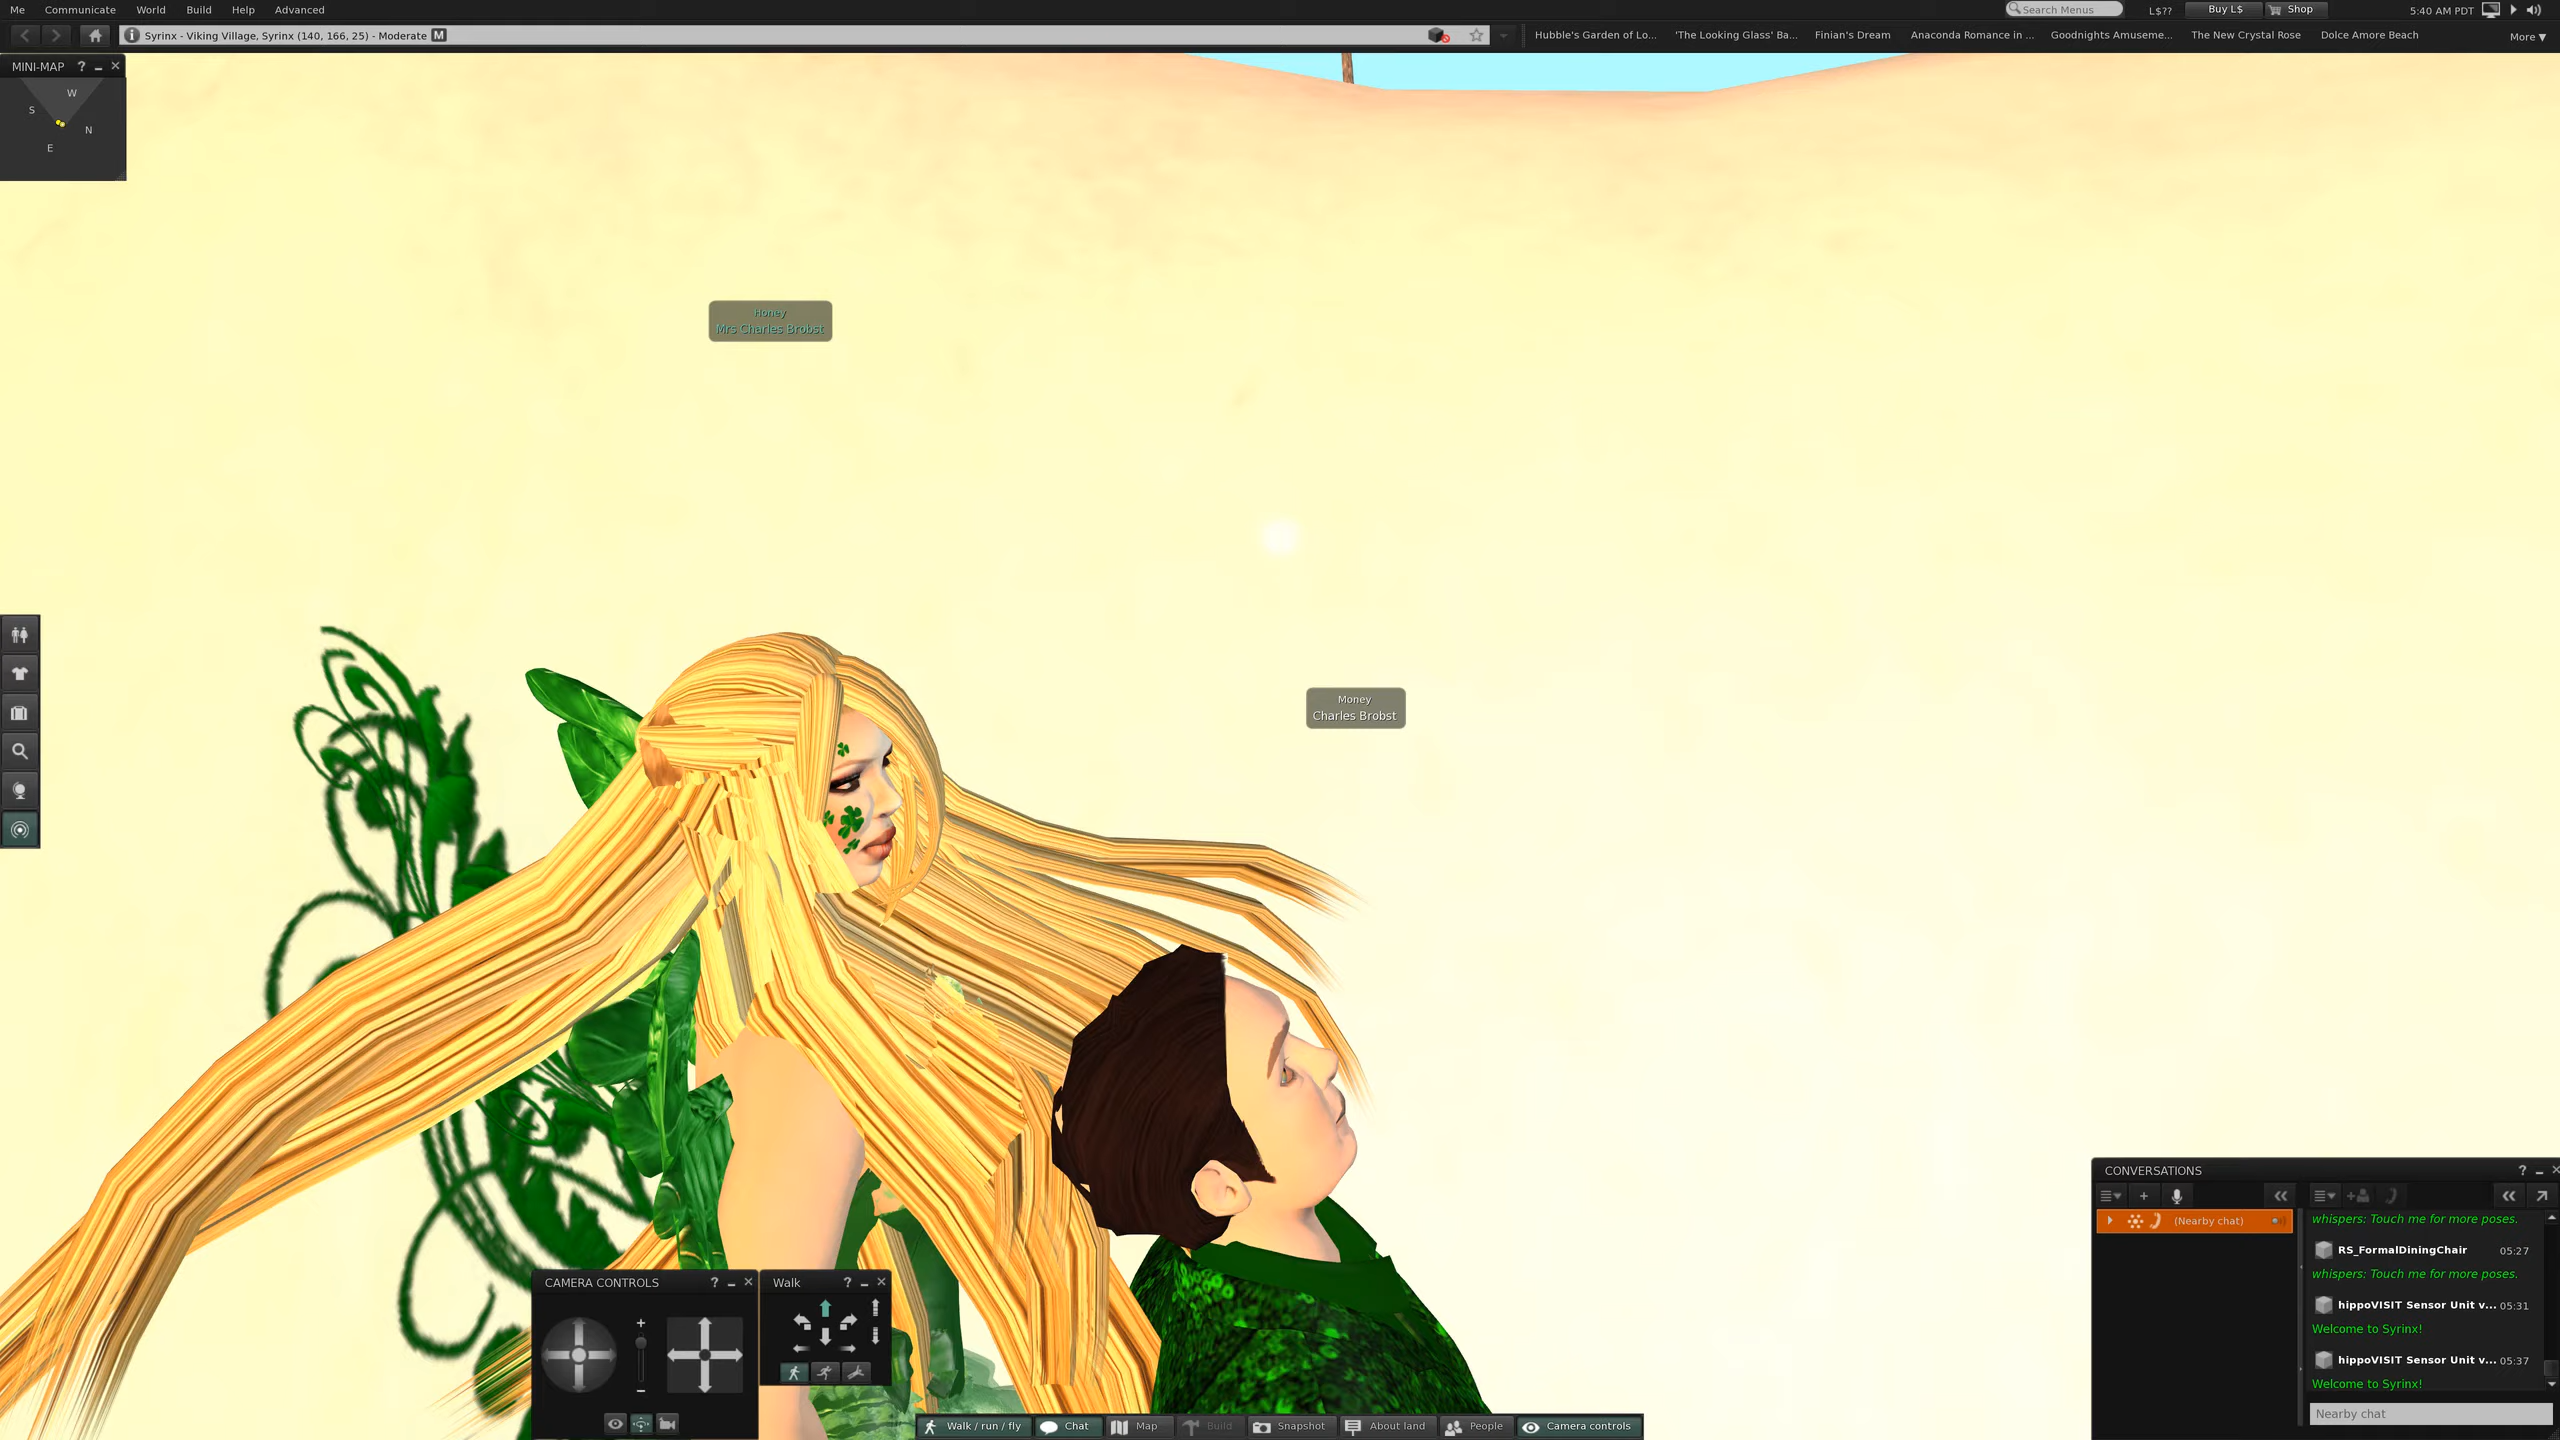 Me Communicate World Build Help Advanced
Search Menus L$?? Buy L$ Shop 5:40 AM PDT
Syrinx - Viking Village, Syrinx (140, 166, 25) - Moderate M
Hubble's Garden of Lo... 'The Looking Glass' Ba... Finian's Dream Anaconda Romance in ... Goodnights Amuseme... The New Crystal Rose Dolce Amore Beach More ▼
MINI-MAP ? _ ×
W
S
N
E
Honey
Mrs Charles Brobst
Money
Charles Brobst
CONVERSATIONS ? _ ×
(Nearby chat)
whispers: Touch me for more poses.
RS_FormalDiningChair 05:27
whispers: Touch me for more poses.
hippoVISIT Sensor Unit v... 05:31
Welcome to Syrinx!
hippoVISIT Sensor Unit v... 05:37
Welcome to Syrinx!
Nearby chat
CAMERA CONTROLS ? _ ×
Walk ? _ ×
Walk / run / fly Chat Map Build Snapshot About land People Camera controls